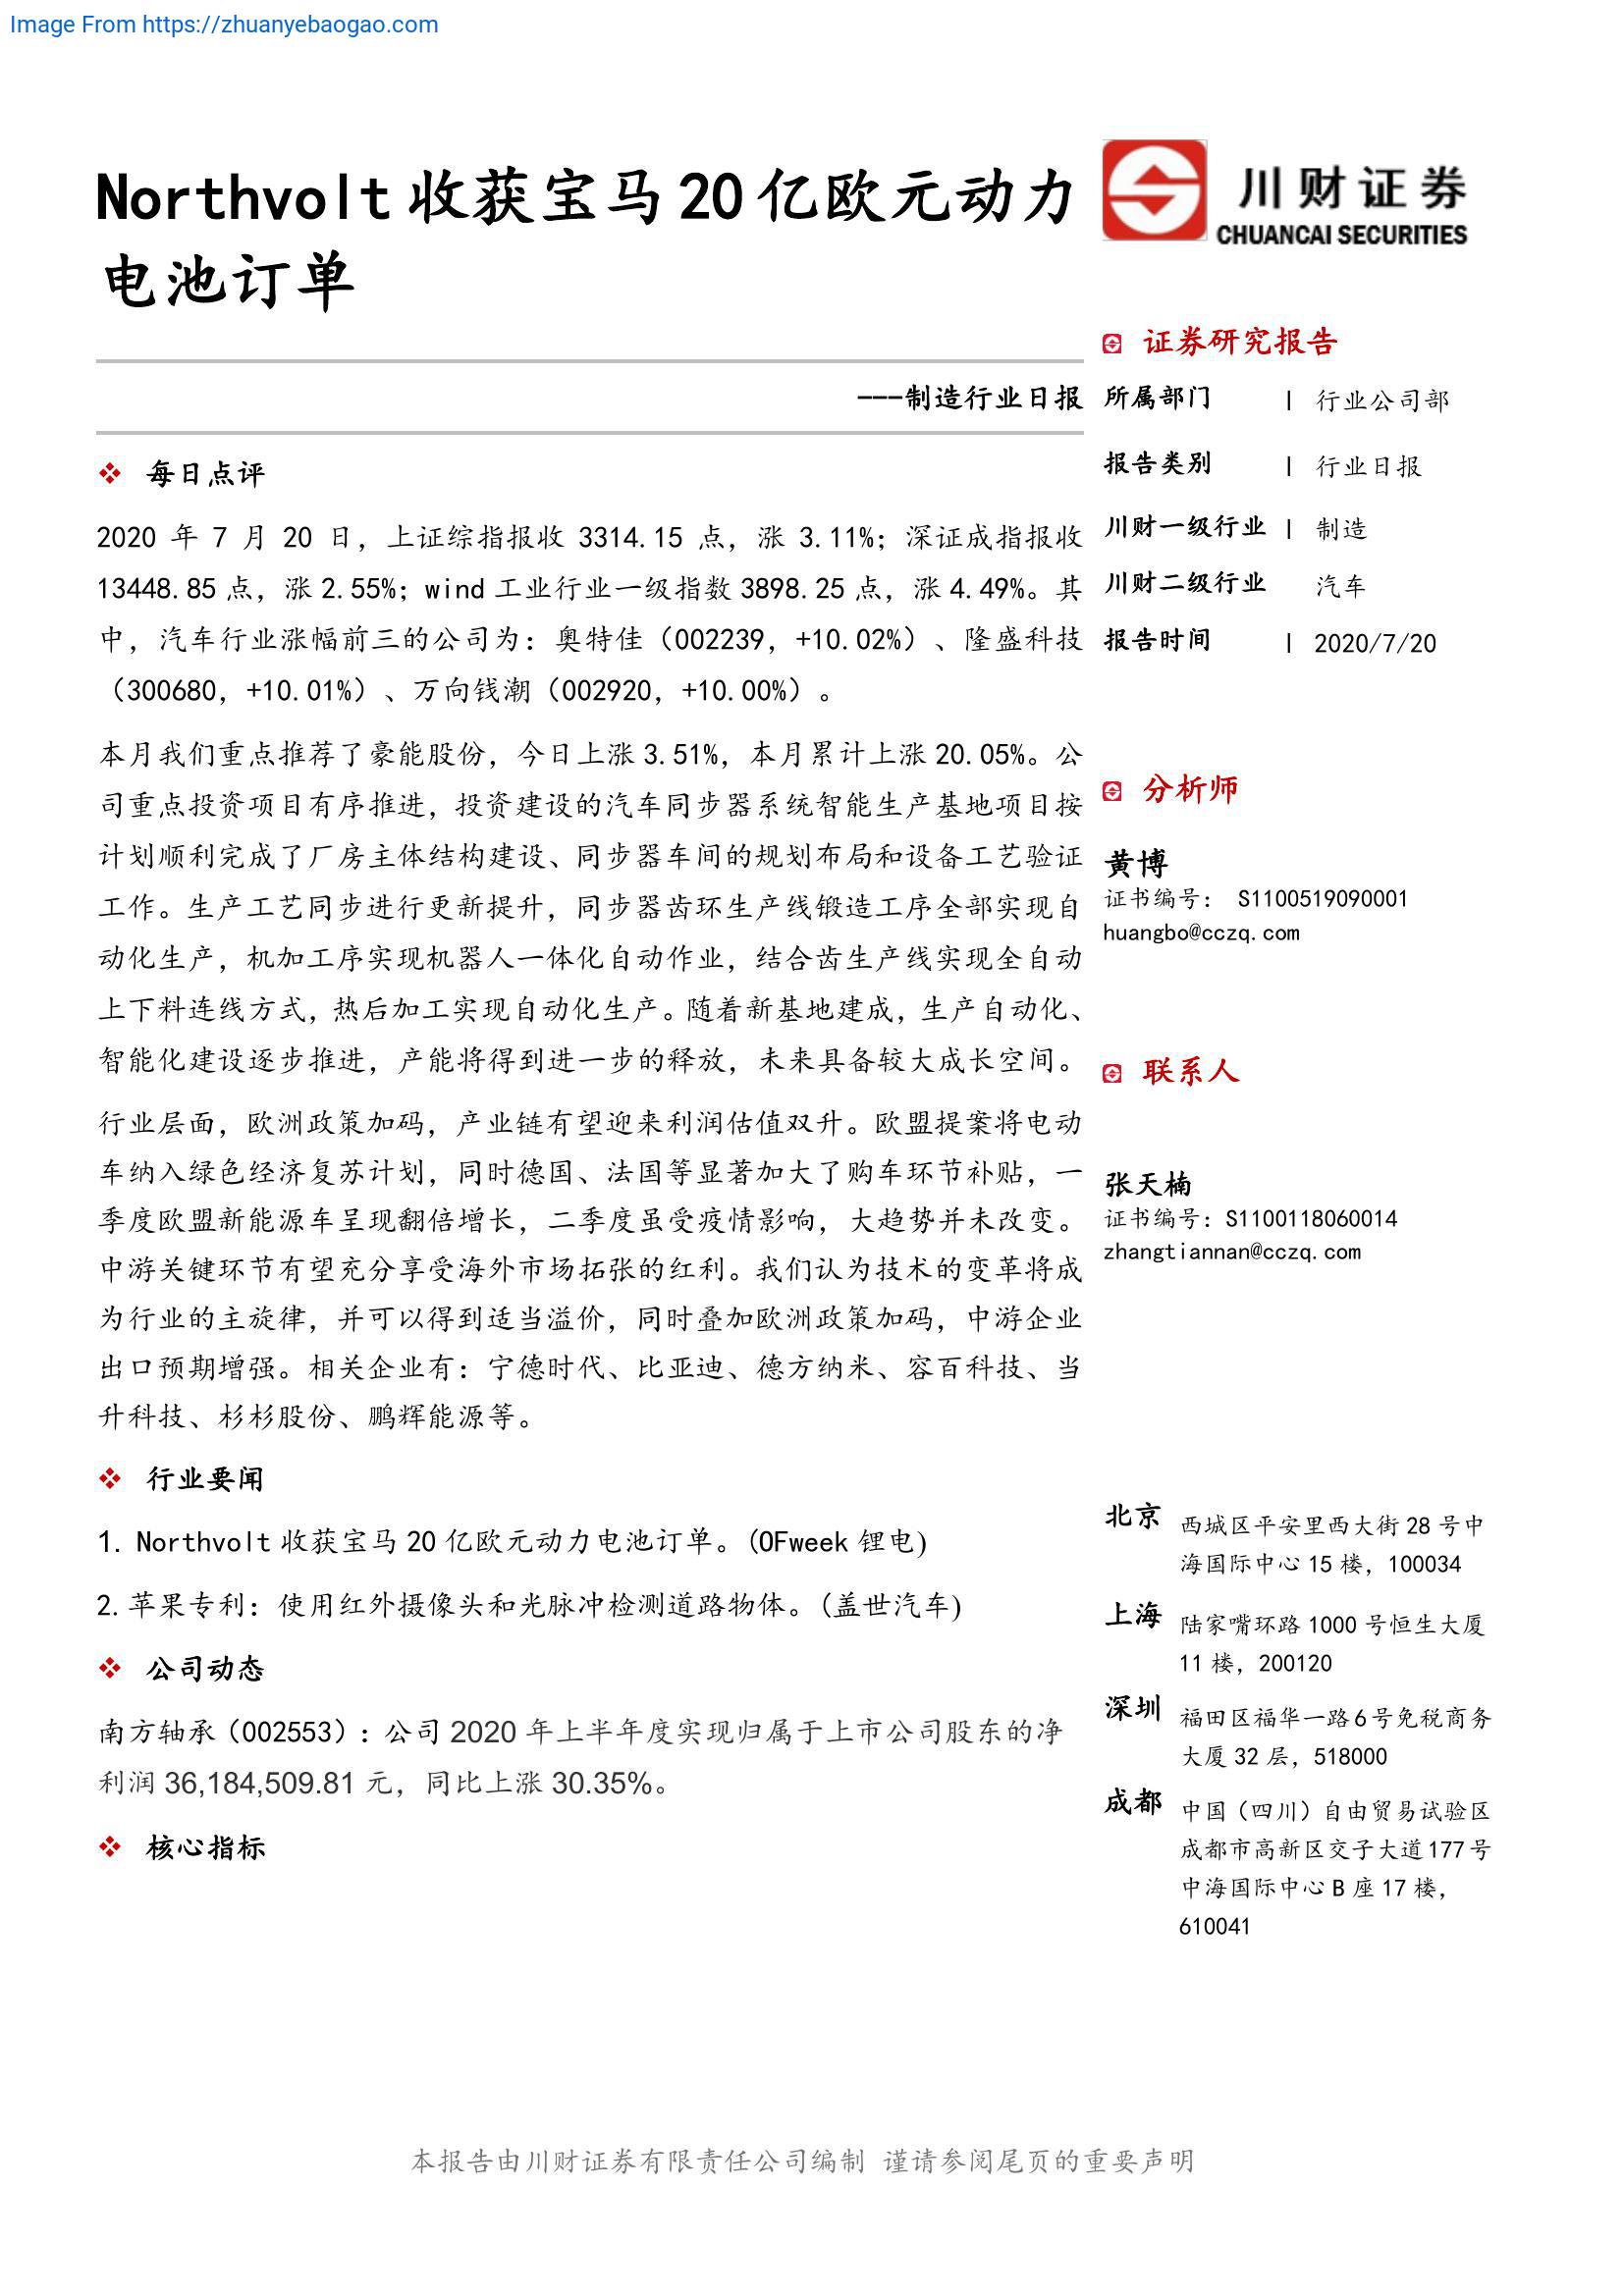 Image From https://zhuanyebaogao.com
Northvolt 收获宝马 20 亿欧元动力
电池订单
---制造行业日报
❖ 每日点评
2020 年 7 月 20 日，上证综指报收 3314.15 点，涨 3.11%；深证成指报收
13448.85 点，涨 2.55%；wind 工业行业一级指数 3898.25 点，涨 4.49%。其
中，汽车行业涨幅前三的公司为：奥特佳（002239，+10.02%）、隆盛科技
（300680，+10.01%）、万向钱潮（002920，+10.00%）。
本月我们重点推荐了豪能股份，今日上涨 3.51%，本月累计上涨 20.05%。公
司重点投资项目有序推进，投资建设的汽车同步器系统智能生产基地项目按
计划顺利完成了厂房主体结构建设、同步器车间的规划布局和设备工艺验证
工作。生产工艺同步进行更新提升，同步器齿环生产线锻造工序全部实现自
动化生产，机加工序实现机器人一体化自动作业，结合齿生产线实现全自动
上下料连线方式，热后加工实现自动化生产。随着新基地建成，生产自动化、
智能化建设逐步推进，产能将得到进一步的释放，未来具备较大成长空间。
行业层面，欧洲政策加码，产业链有望迎来利润估值双升。欧盟提案将电动
车纳入绿色经济复苏计划，同时德国、法国等显著加大了购车环节补贴，一
季度欧盟新能源车呈现翻倍增长，二季度虽受疫情影响，大趋势并未改变。
中游关键环节有望充分享受海外市场拓张的红利。我们认为技术的变革将成
为行业的主旋律，并可以得到适当溢价，同时叠加欧洲政策加码，中游企业
出口预期增强。相关企业有：宁德时代、比亚迪、德方纳米、容百科技、当
升科技、杉杉股份、鹏辉能源等。
❖ 行业要闻
1. Northvolt 收获宝马 20 亿欧元动力电池订单。(OFweek 锂电)
2. 苹果专利：使用红外摄像头和光脉冲检测道路物体。(盖世汽车)
❖ 公司动态
南方轴承（002553）：公司 2020 年上半年度实现归属于上市公司股东的净
利润 36,184,509.81 元，同比上涨 30.35%。
❖ 核心指标
川财证券
CHUANCAI SECURITIES
证券研究报告
所属部门 | 行业公司部
报告类别 | 行业日报
川财一级行业 | 制造
川财二级行业 汽车
报告时间 | 2020/7/20
分析师
黄博
证书编号： S1100519090001
huangbo@cczq.com
联系人
张天楠
证书编号：S1100118060014
zhangtiannan@cczq.com
北京 西城区平安里西大街 28 号中
海国际中心 15 楼，100034
上海 陆家嘴环路 1000 号恒生大厦
11 楼，200120
深圳 福田区福华一路 6 号免税商务
大厦 32 层，518000
成都 中国（四川）自由贸易试验区
成都市高新区交子大道 177 号
中海国际中心 B 座 17 楼，
610041
本报告由川财证券有限责任公司编制 谨请参阅尾页的重要声明